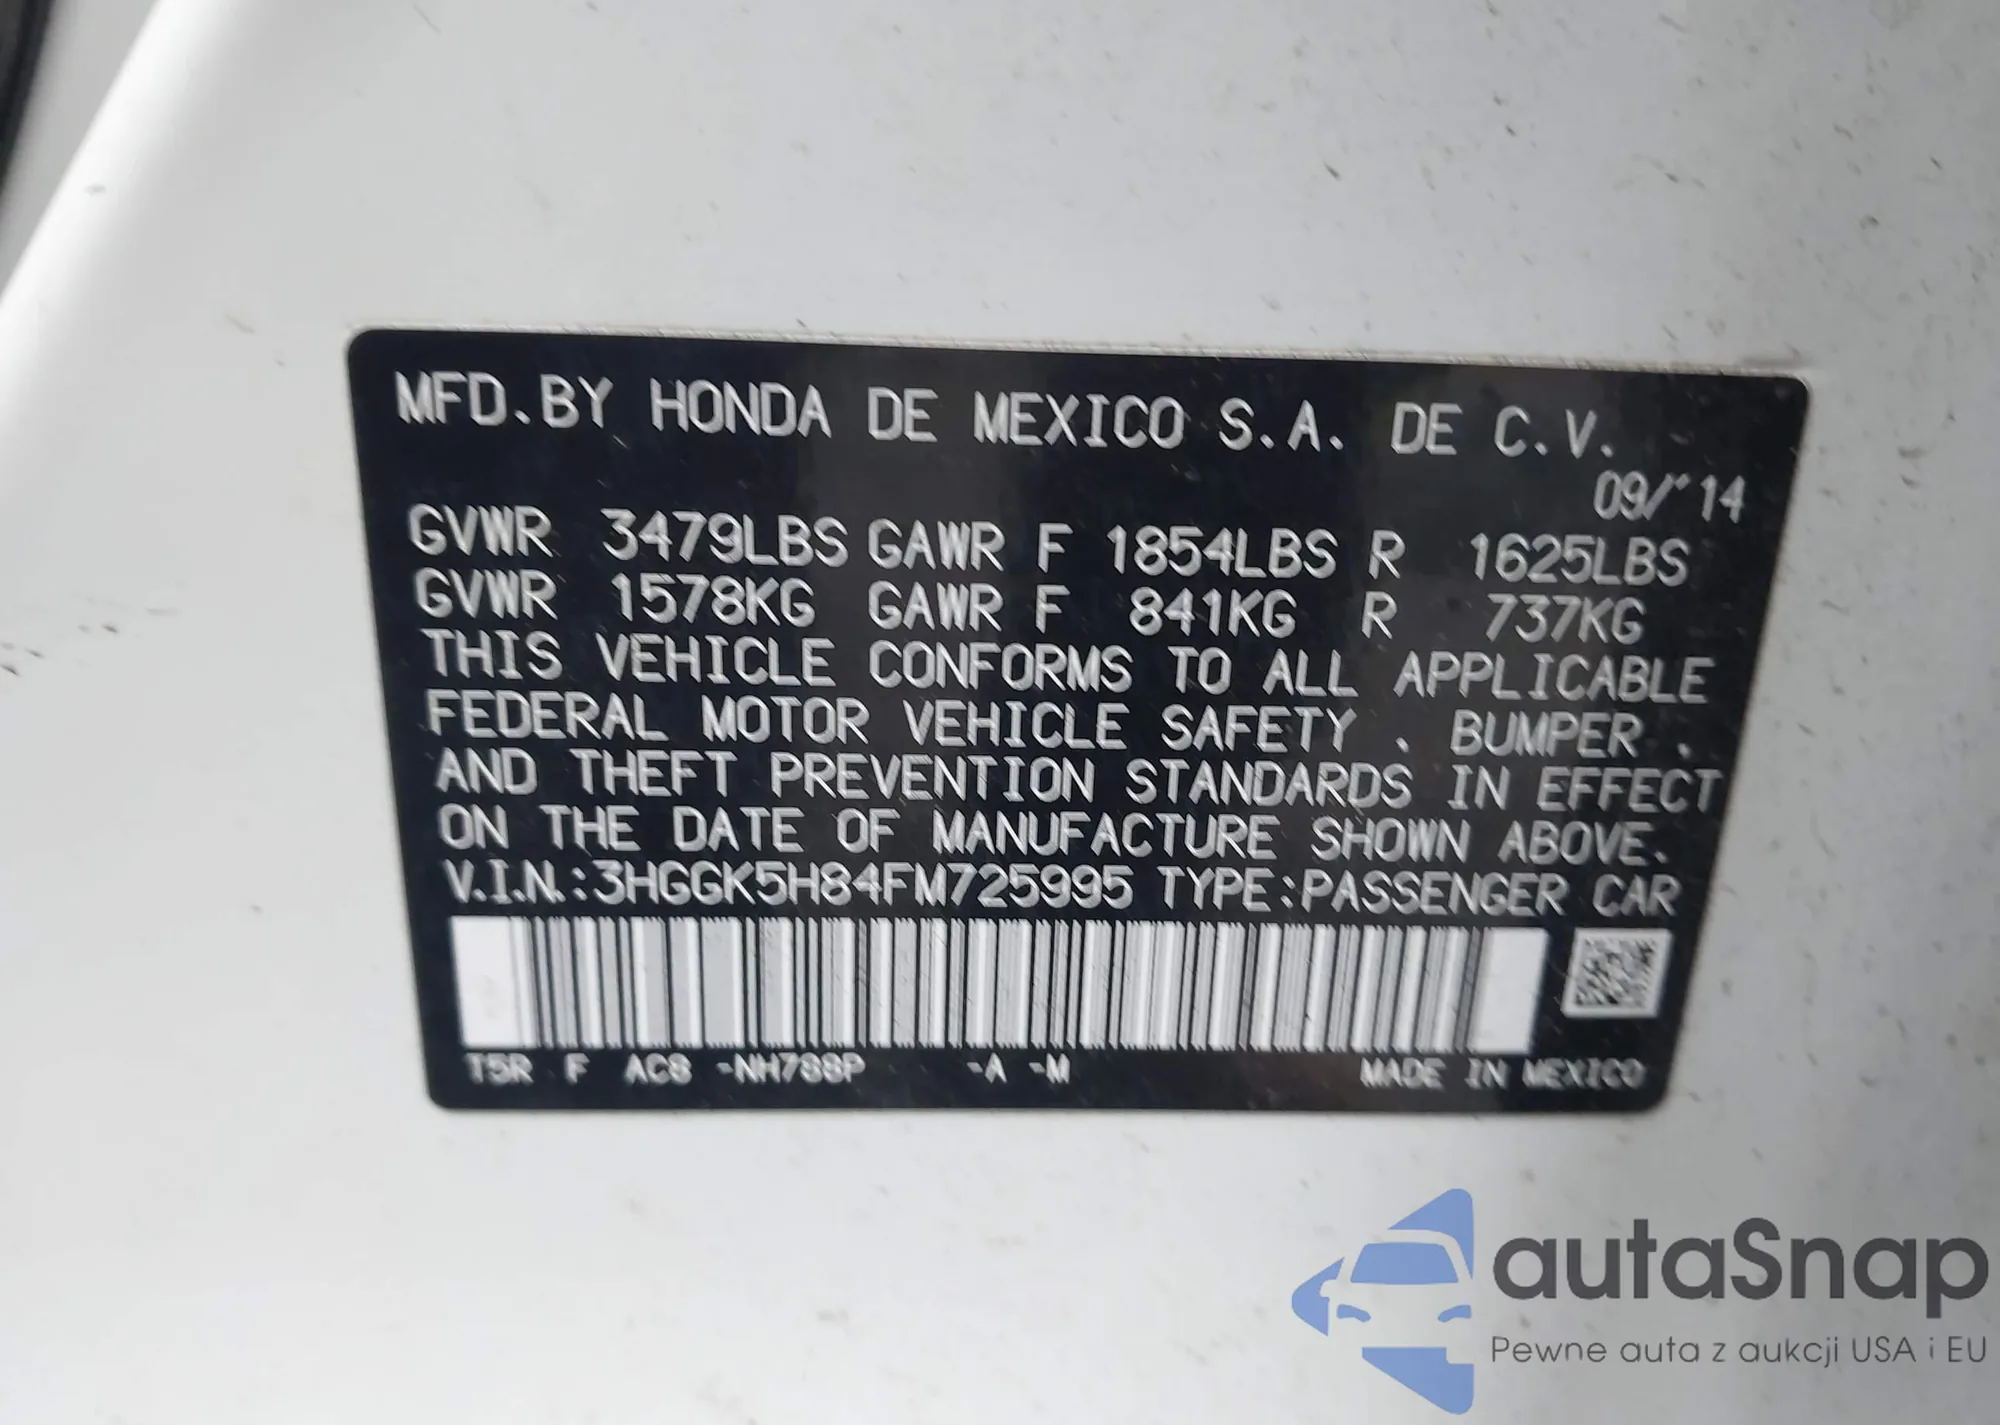 MFD.BY HONDA DE MEXICO S.A. DE C.V.
09/"14
GVWR 3479LBS GAWR F 1854LBS R 1625LBS
GVWR 1578KG GAWR F 841KG R 737KG
THIS VEHICLE CONFORMS TO ALL APPLICABLE
FEDERAL MOTOR VEHICLE SAFETY . BUMPER .
AND THEFT PREVENTION STANDARDS IN EFFECT
ON THE DATE OF MANUFACTURE SHOWN ABOVE.
V.I.N.:3HGGK5H84FM725995 TYPE:PASSENGER CAR
T5R F AC8 -NH788P -A -M MADE IN MEXICO
autaSnap
Pewne auta z aukcji USA i EU